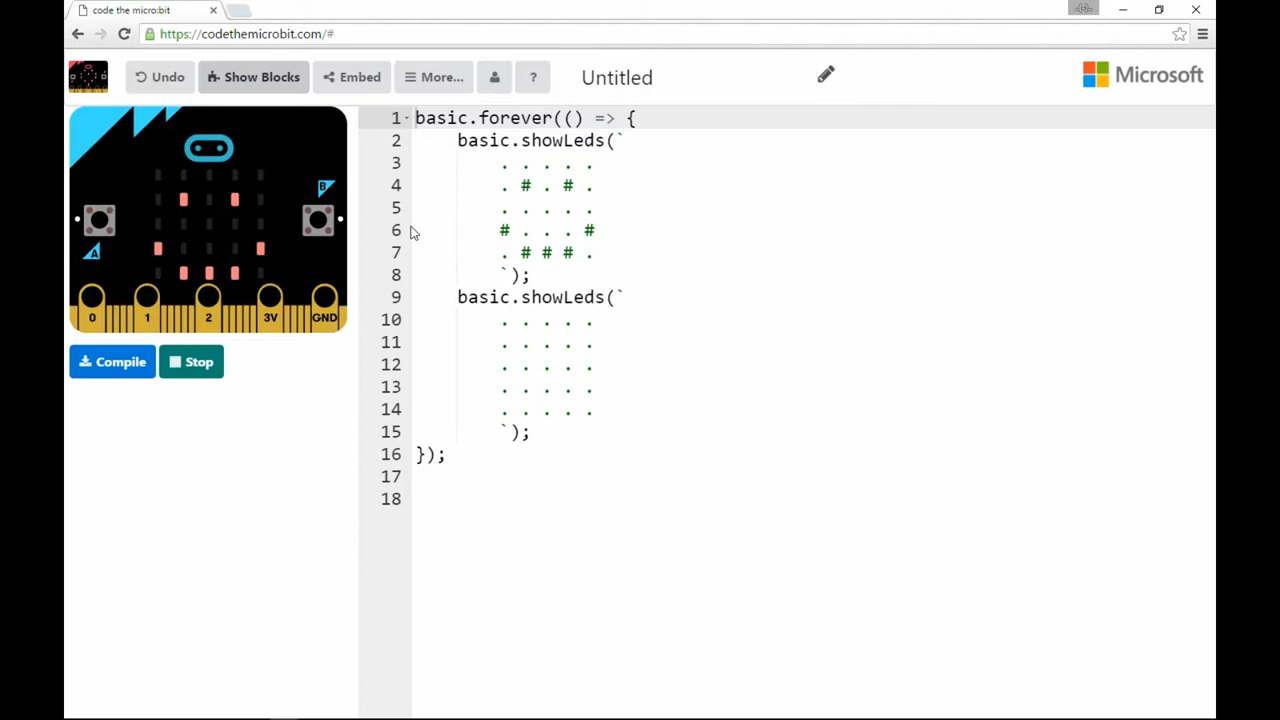 code the micro:bit
https://codethemicrobit.com/#
Undo
Show Blocks
Embed
More...
?
Untitled
Microsoft
B
A
0 1 2 3V GND
Compile
Stop
1 basic.forever(() => {
2 basic.showLeds(`
3 . . . . .
4 . # . # .
5 . . . . .
6 # . . . #
7 . # # # .
8 `);
9 basic.showLeds(`
10 . . . . .
11 . . . . .
12 . . . . .
13 . . . . .
14 . . . . .
15 `);
16 });
17
18